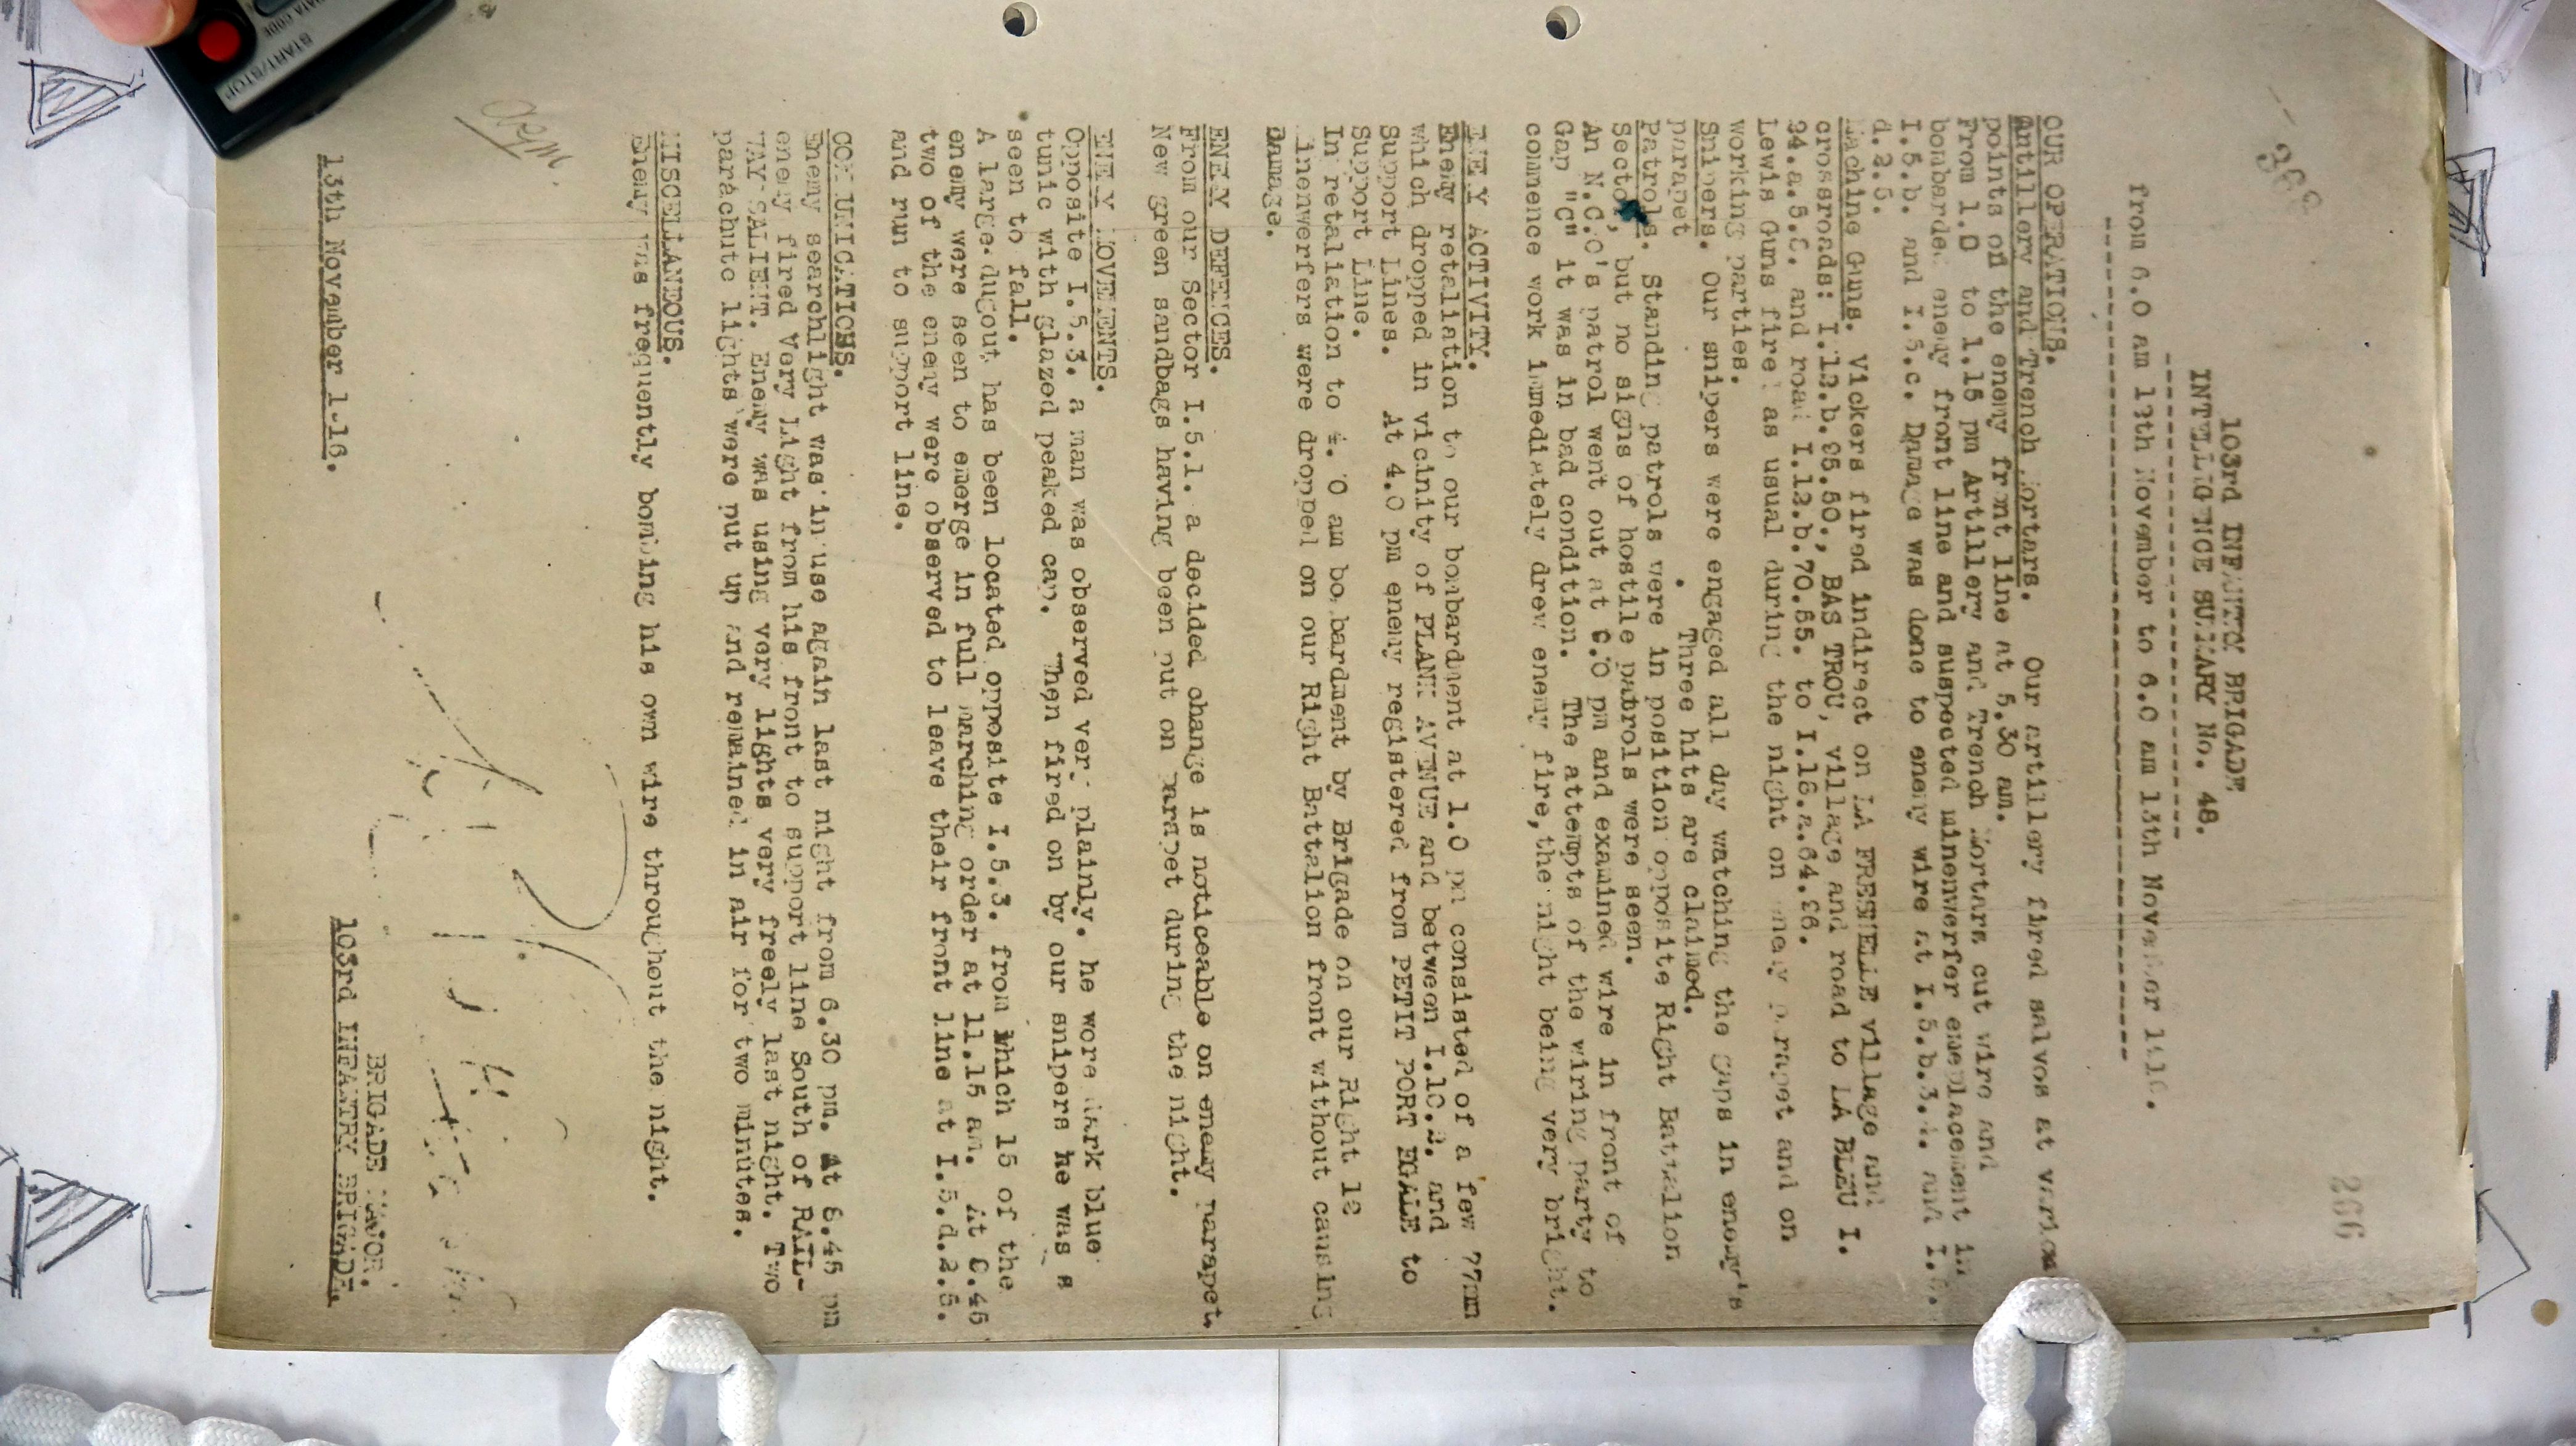 266
103rd INFANTRY BRIGADE
INTELLIGENCE SUMMARY No. 48.
from 6.0 am 12th November to 6.0 am 13th November 1916.
OUR OPERATIONS.
Artillery and Trench Mortars. Our artillery fired salvos at various
points on the enemy front line at 5.30 am.
From 1.0 to 1.15 pm Artillery and Trench Mortars cut wire and
bombarded enemy front line and suspected minenwerfer emeplacement in
I.5.b. and I.5.c. Damage was done to enemy wire at I.5.b.3.4. and I.5.
d.2.5.
Machine Guns. Vickers fired indirect on LA FRESNELLE village and
crossroads: I.12.b.25.50., BAS TROU, village and road to LA BLEU I.
24.a.5.2. and road I.12.b.70.55. to I.18.a.64.26.
Lewis Guns fired as usual during the night on enemy parapet and on
working parties.
Snipers. Our snipers were engaged all day watching the gaps in enemy's
parapet. Three hits are claimed.
Patrols. Standing patrols were in position opposite Right Battalion
Sector, but no signs of hostile patrols were seen.
An N.C.O's patrol went out at pm and examined wire in front of
Gap "C" it was in bad condition. The attempts of the wiring party to
commence work immediately drew enemy fire, the night being very bright.
ENEMY ACTIVITY.
Enemy retaliation to our bombardment at 1.0 pm consisted of a few 77mm
which dropped in vicinity of PLANK AVENUE and between I.10.2. and
Support Lines. At 4.0 pm enemy registered from PETIT PORT EGALE to
Support Line.
In retaliation to am bombardment by Brigade on our Right 12
minenwerfers were dropped on our Right Battalion front without causing
Damage.
ENEMY DEFENCES.
From our Sector I.5.1. a decided change is noticeable on enemy parapet.
New green sandbags having been put on parapet during the night.
ENEMY MOVEMENTS.
Opposite I.5.3. a man was observed very plainly. he wore dark blue
tunic with glazed peaked cap. When fired on by our snipers he was s
seen to fall.
A large dugout has been located opposite I.5.3. from which 15 of the
enemy were seen to emerge in full marching order at 11.15 am. At 2.45
two of the enemy were observed to leave their front line at I.5.d.2.5.
and run to support line.
COMMUNICATIONS.
Enemy searchlight was in use again last night from 6.30 pm. At 8.45 pm
enemy fired Very Light from his front to support line South of RAIL-
WAY SALIENT. Enemy was using very lights very freely last night. Two
parachute lights were put up and remained in air for two minutes.
MISCELLANEOUS.
Enemy was frequently bombing his own wire throughout the night.
BRIGADE MAJOR.
13th November 1916. 103rd INFANTRY BRIGADE.
START/STOP
DATA CODE